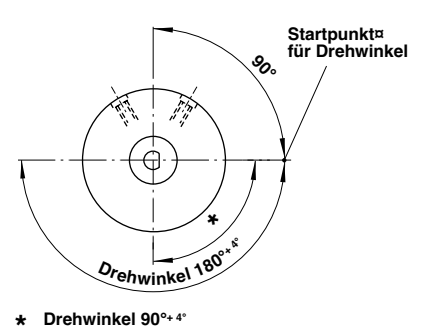 Startpunkt¤
für Drehwinkel
90°
*
Drehwinkel 180°+ 4°
* Drehwinkel 90°+ 4°